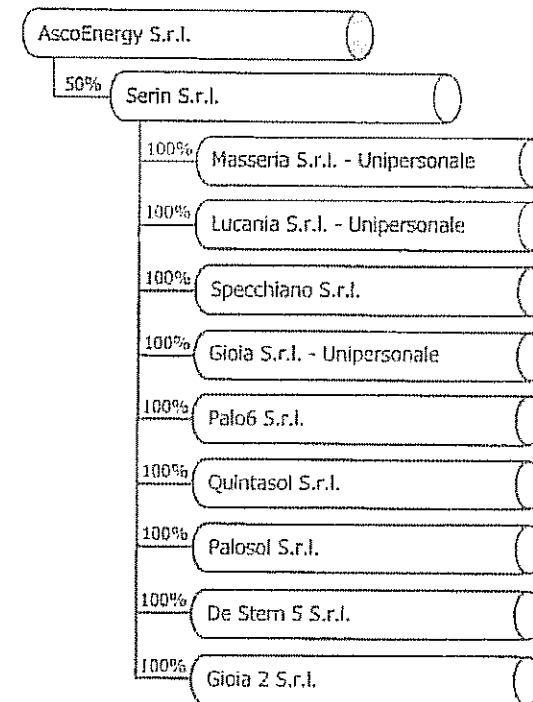 AscoEnergy S.r.l.
50%
Serin S.r.l.
100%
Masseria S.r.l. - Unipersonale
100%
Lucania S.r.l. - Unipersonale
100%
Specchiano S.r.l.
100%
Gioia S.r.l. - Unipersonale
100%
Palo6 S.r.l.
100%
Quintasol S.r.l.
100%
Palosol S.r.l.
100%
De Stern 5 S.r.l.
100%
Gioia 2 S.r.l.